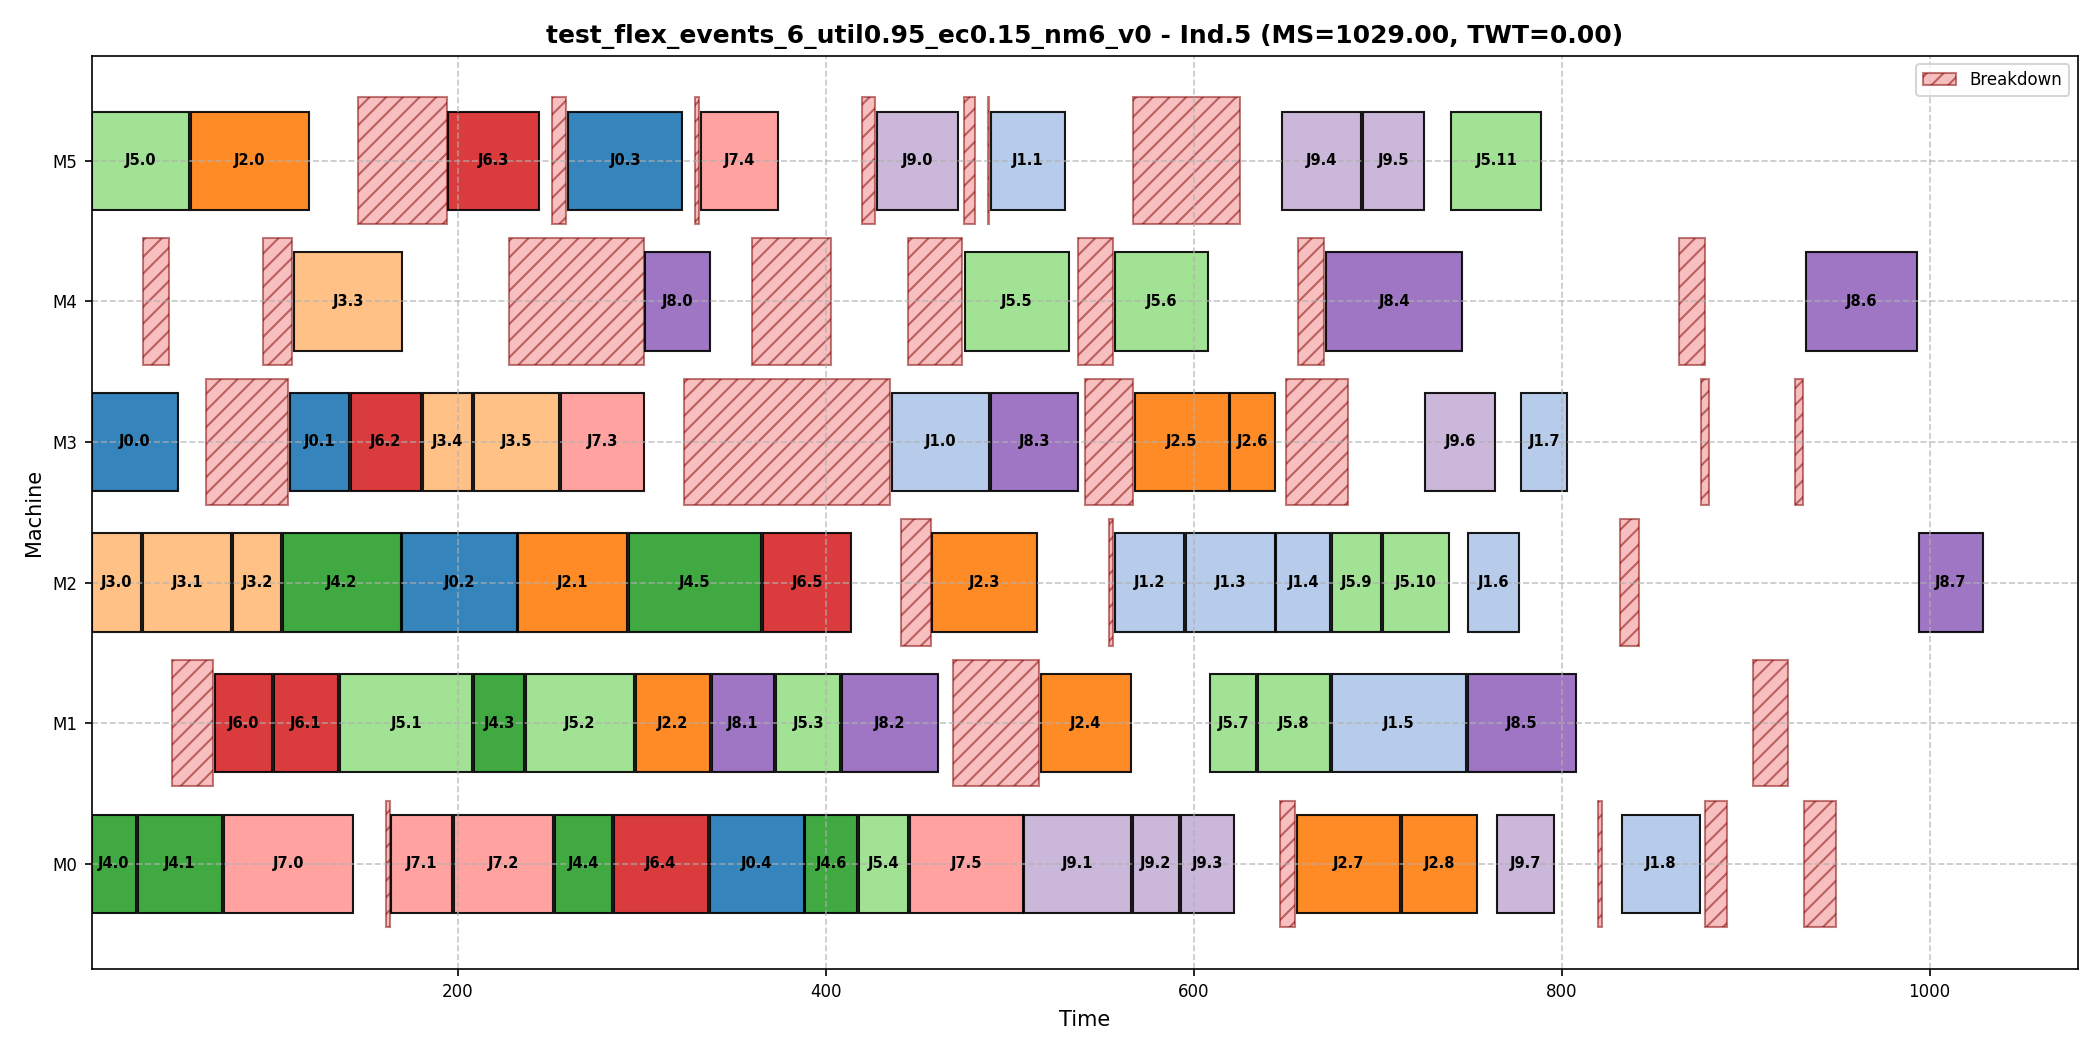 test_flex_events_6_util0.95_ec0.15_nm6_v0 - Ind.5 (MS=1029.00, TWT=0.00)
Breakdown
M5 J5.0 J2.0 J6.3 J0.3 J7.4 J9.0 J1.1 J9.4 J9.5 J5.11
M4 J3.3 J8.0 J5.5 J5.6 J8.4 J8.6
M3 J0.0 J0.1 J6.2 J3.4 J3.5 J7.3 J1.0 J8.3 J2.5 J2.6 J9.6 J1.7
Machine
M2 J3.0 J3.1 J3.2 J4.2 J0.2 J2.1 J4.5 J6.5 J2.3 J1.2 J1.3 J1.4 J5.9 J5.10 J1.6 J8.7
M1 J6.0 J6.1 J5.1 J4.3 J5.2 J2.2 J8.1 J5.3 J8.2 J2.4 J5.7 J5.8 J1.5 J8.5
M0 J4.0 J4.1 J7.0 J7.1 J7.2 J4.4 J6.4 J0.4 J4.6 J5.4 J7.5 J9.1 J9.2 J9.3 J2.7 J2.8 J9.7 J1.8
200 400 600 800 1000
Time